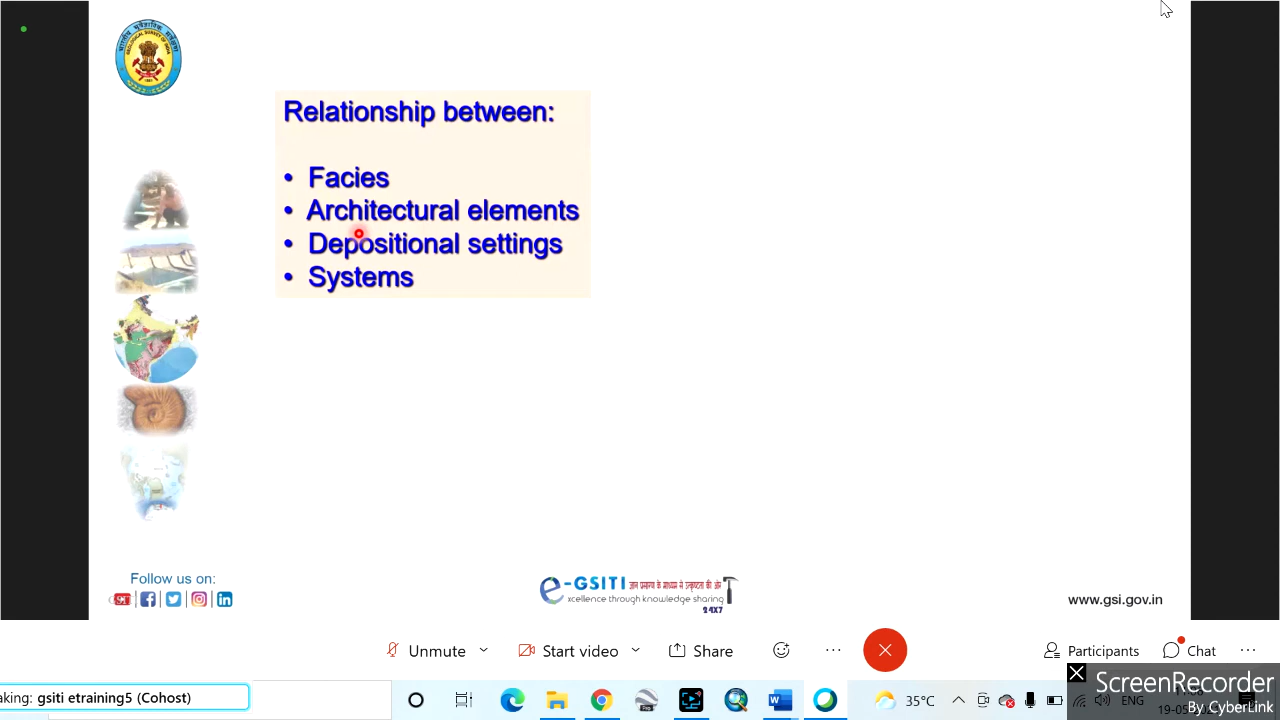 Relationship between:
• Facies
• Architectural elements
• Depositional settings
• Systems
Follow us on:
e-GSITI
xcellence through knowledge sharing
24X7
www.gsi.gov.in
Unmute
Start video
Share
Participants
Chat
aking: gsiti etraining5 (Cohost)
35°C
ENG
ScreenRecorder
By CyberLink